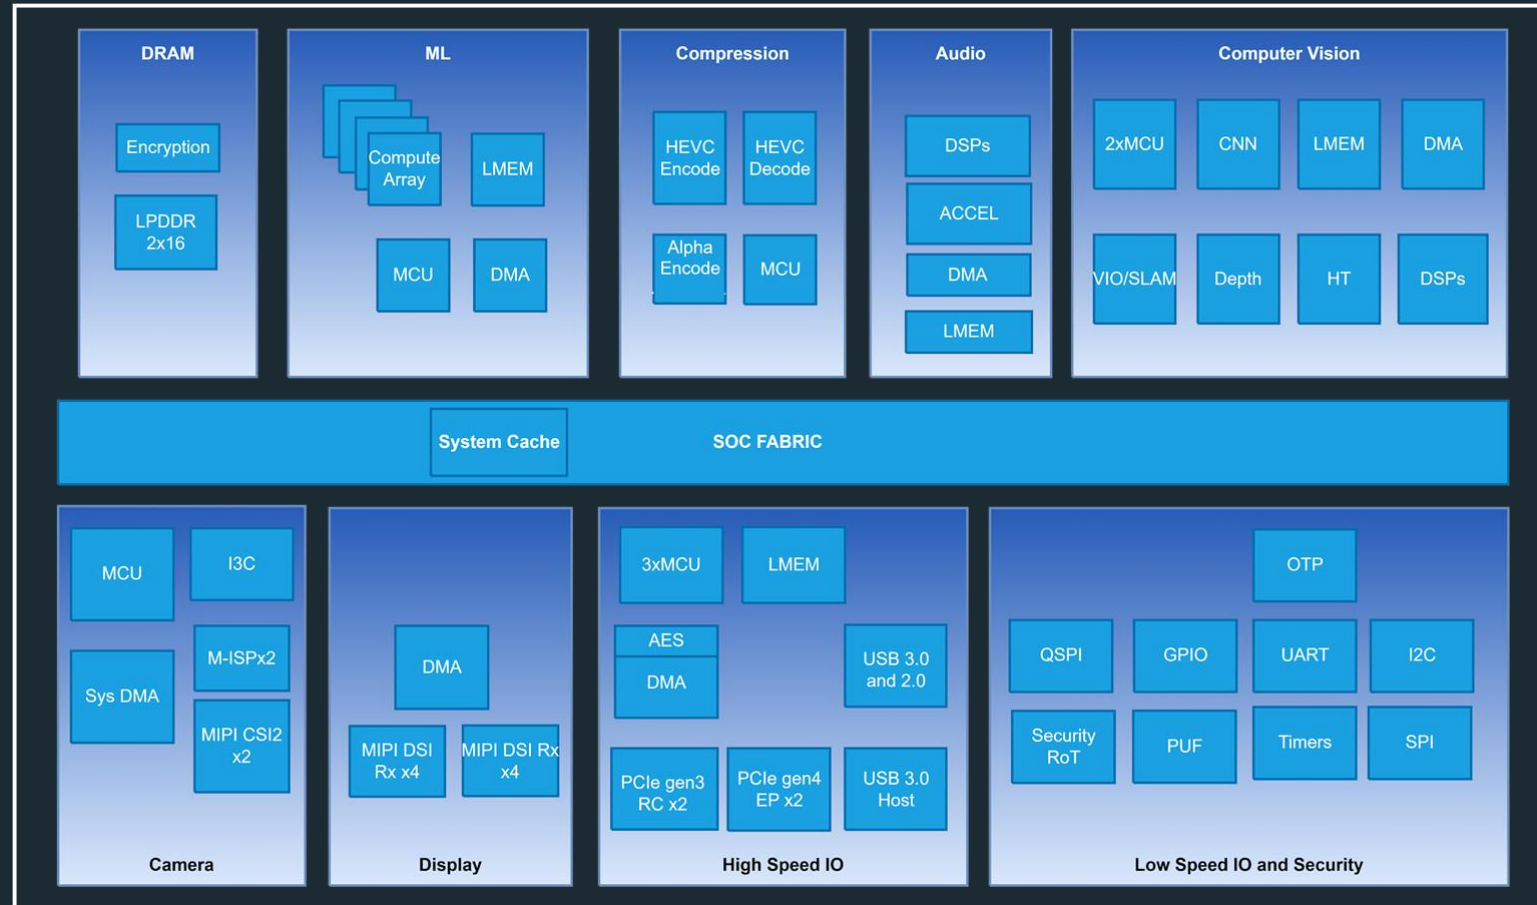 DRAM
Encryption
LPDDR
2x16
ML
Compute
Array
LMEM
MCU
DMA
Compression
HEVC
Encode
HEVC
Decode
Alpha
Encode
MCU
Audio
DSPs
ACCEL
DMA
LMEM
Computer Vision
2xMCU
CNN
LMEM
DMA
VIO/SLAM
Depth
HT
DSPs
System Cache
SOC FABRIC
MCU
I3C
Sys DMA
M-ISPx2
MIPI CSI2
x2
Camera
DMA
MIPI DSI
Rx x4
MIPI DSI Rx
x4
Display
3xMCU
LMEM
AES
DMA
USB 3.0
and 2.0
PCIe gen3
RC x2
PCIe gen4
EP x2
USB 3.0
Host
High Speed IO
OTP
QSPI
GPIO
UART
I2C
Security
RoT
PUF
Timers
SPI
Low Speed IO and Security